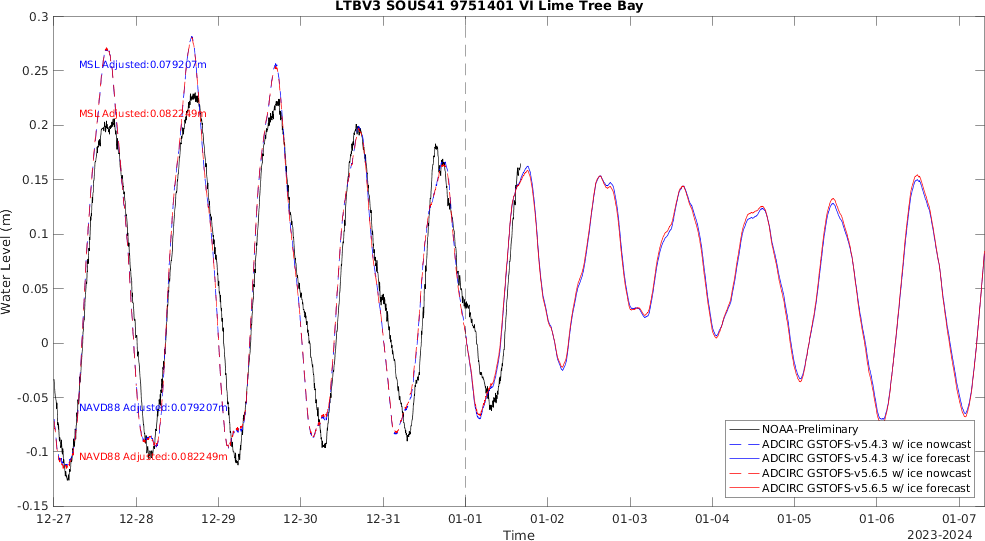 LTBV3 SOUS41 9751401 VI Lime Tree Bay
0.3
0.25
0.2
0.15
0.1
0.05
0
-0.05
-0.1
-0.15
Water Level (m)
MSL Adjusted:0.079207m
MSL Adjusted:0.082249m
NAVD88 Adjusted:0.079207m
NAVD88 Adjusted:0.082249m
NOAA-Preliminary
ADCIRC GSTOFS-v5.4.3 w/ ice nowcast
ADCIRC GSTOFS-v5.4.3 w/ ice forecast
ADCIRC GSTOFS-v5.6.5 w/ ice nowcast
ADCIRC GSTOFS-v5.6.5 w/ ice forecast
12-27 12-28 12-29 12-30 12-31 01-01 01-02 01-03 01-04 01-05 01-06 01-07
Time
2023-2024